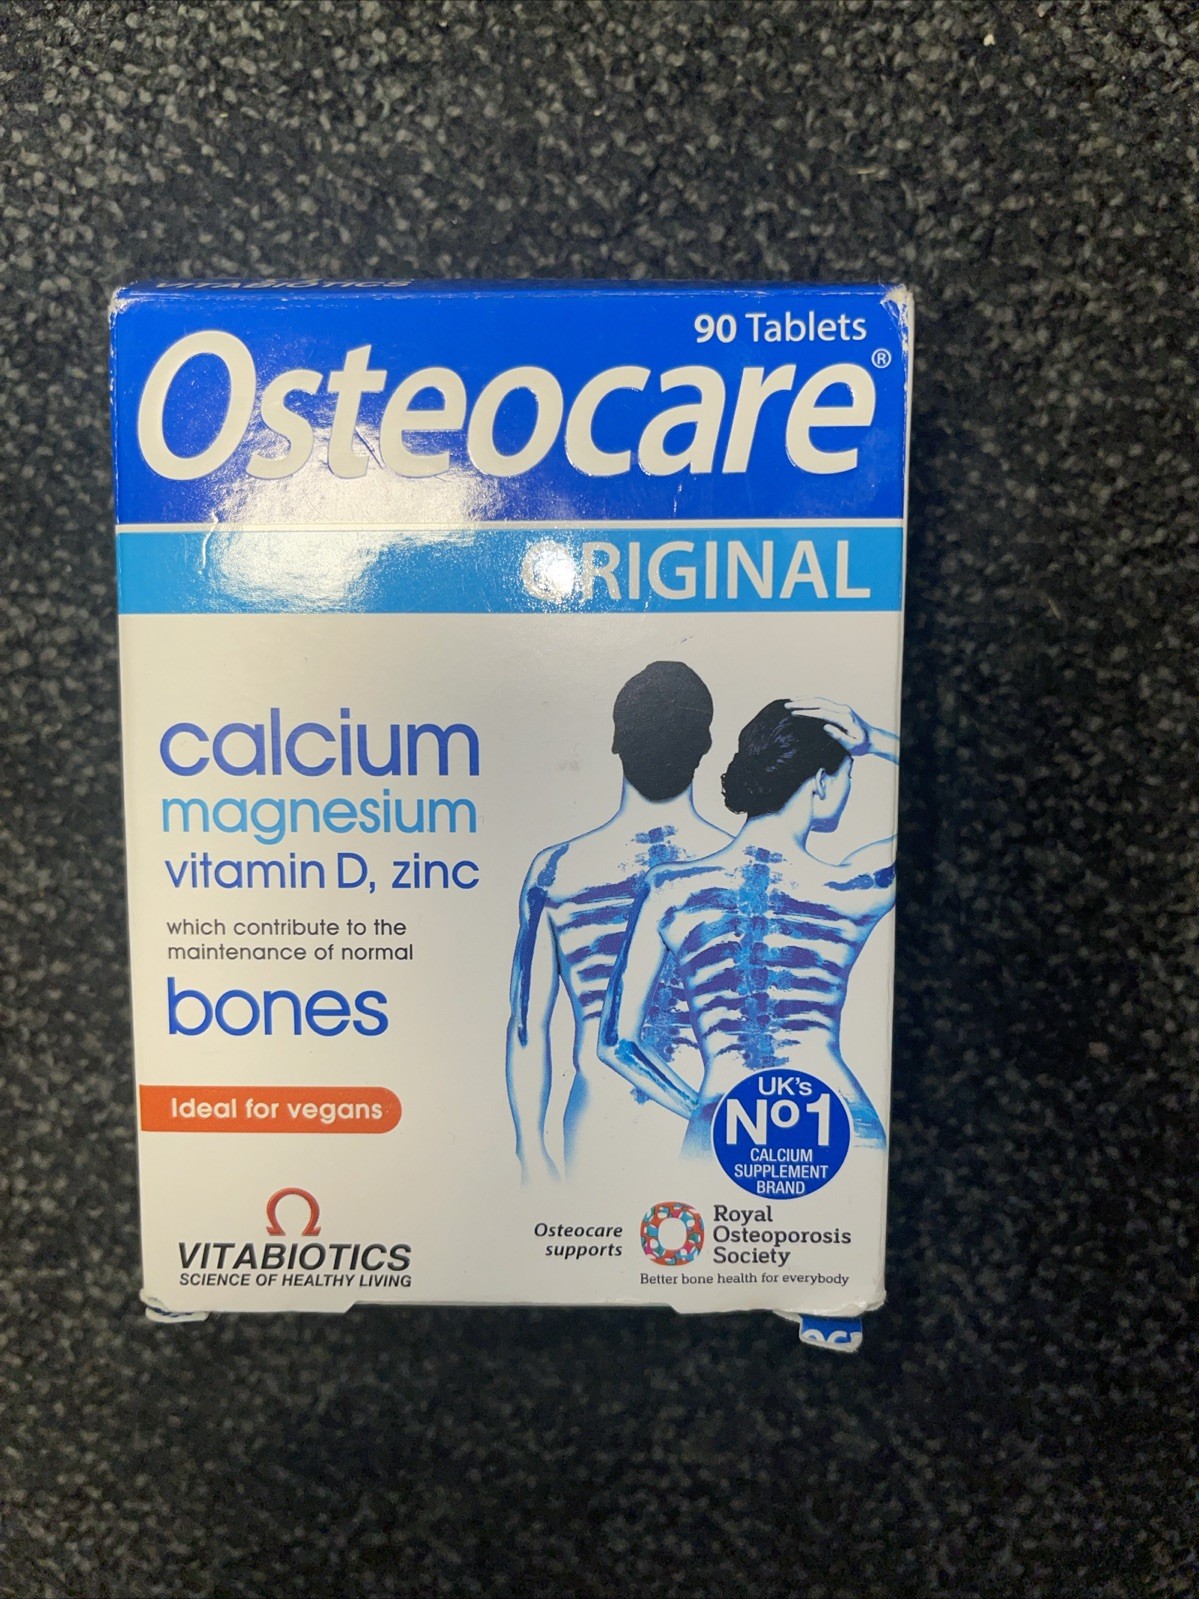 VITABIOTICS
90 Tablets
Osteocare®
ORIGINAL
calcium
magnesium
vitamin D, zinc
which contribute to the
maintenance of normal
bones
Ideal for vegans
UK's
Nº1
CALCIUM
SUPPLEMENT
BRAND
VITABIOTICS
SCIENCE OF HEALTHY LIVING
Osteocare
supports
Royal
Osteoporosis
Society
Better bone health for everybody